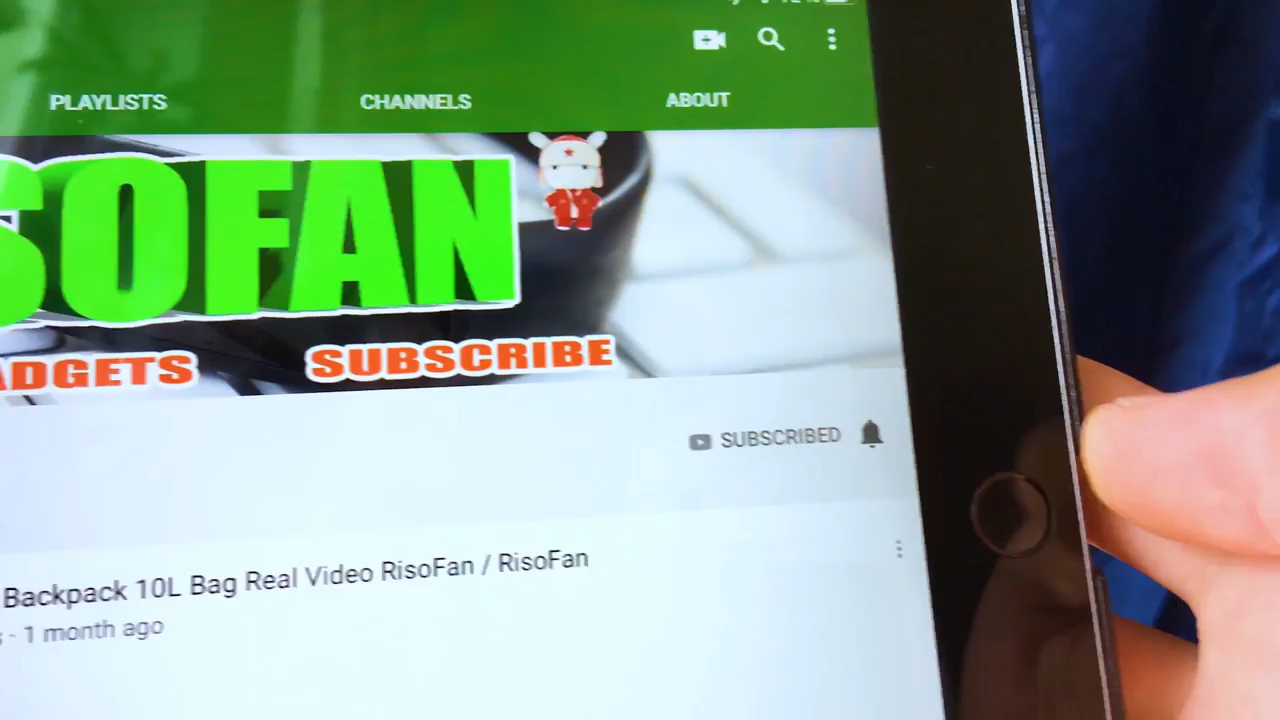 PLAYLISTS CHANNELS ABOUT
SOFAN
ADGETS SUBSCRIBE
SUBSCRIBED
Backpack 10L Bag Real Video RisoFan / RisoFan
s · 1 month ago